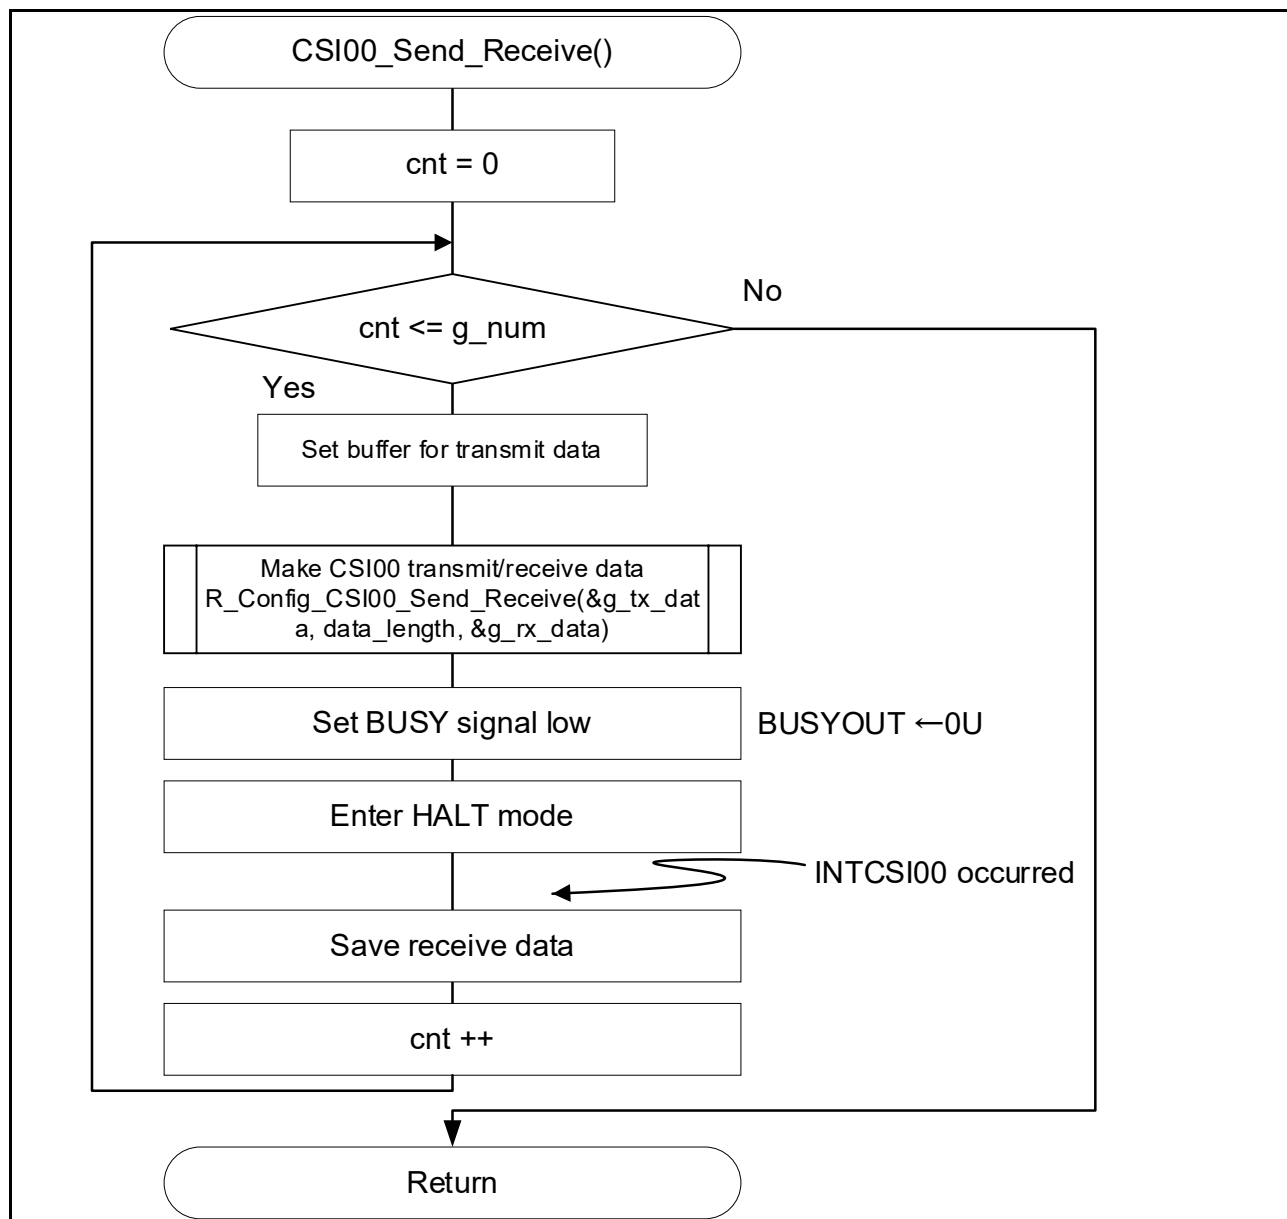 CSI00_Send_Receive()
cnt = 0
No
cnt <= g_num
Yes
Set buffer for transmit data
Make CSI00 transmit/receive data
R_Config_CSI00_Send_Receive(&g_tx_dat
a, data_length, &g_rx_data)
Set BUSY signal low
BUSYOUT ←0U
Enter HALT mode
INTCSI00 occurred
Save receive data
cnt ++
Return